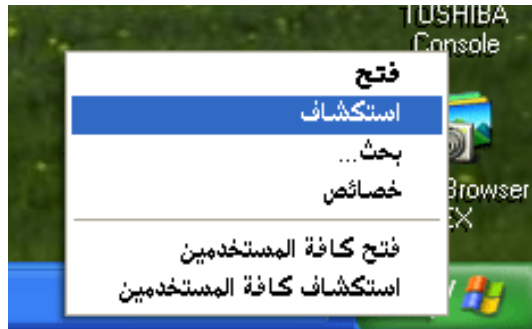 TOSHIBA
Console
فتح
استكشاف
بحث...
خصائص
Browser
EX
فتح كافة المستخدمين
استكشاف كافة المستخدمين